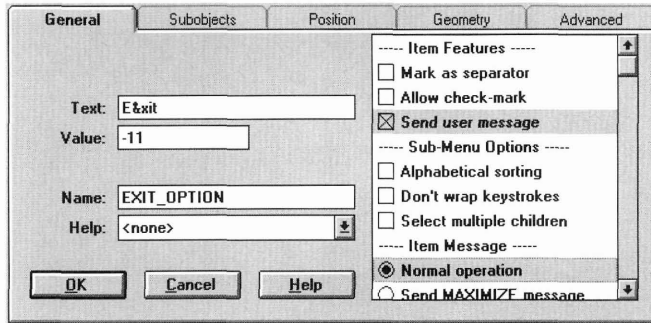 General Subobjects Position Geometry Advanced
Text: E&xit
Value: -11
Name: EXIT_OPTION
Help: <none>
OK Cancel Help
----- Item Features -----
Mark as separator
Allow check-mark
Send user message
----- Sub-Menu Options -----
Alphabetical sorting
Don't wrap keystrokes
Select multiple children
----- Item Message -----
Normal operation
Send MAXIMIZE message